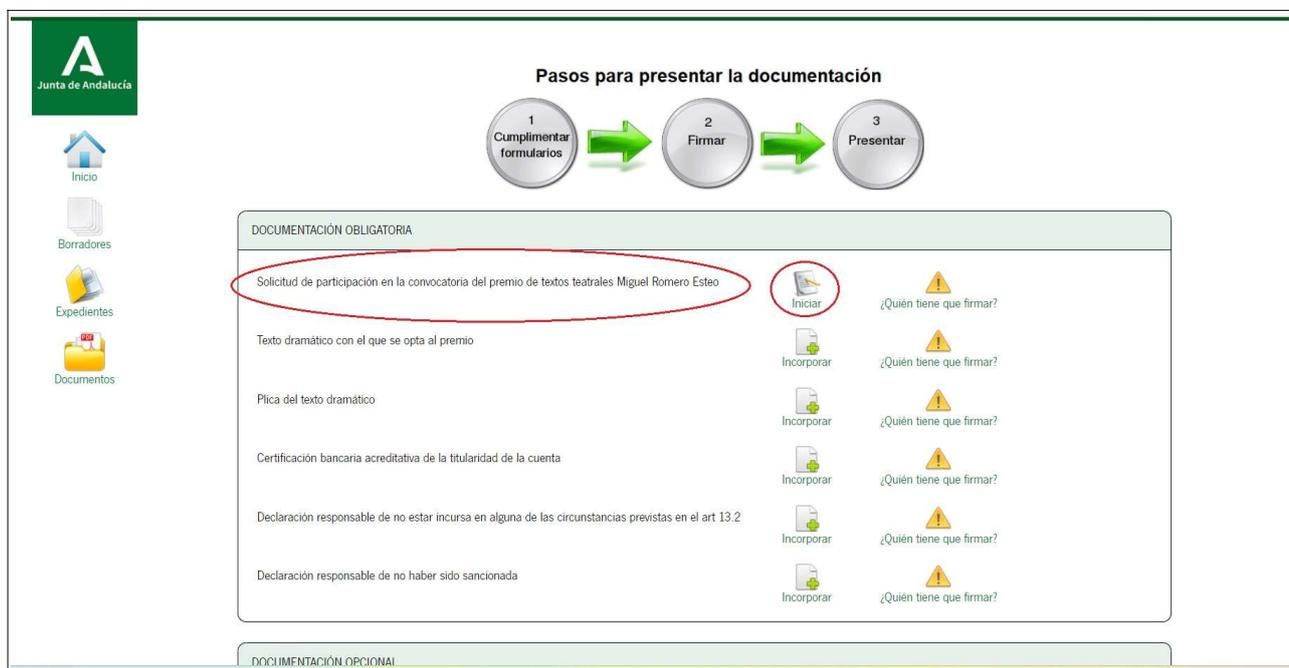 Junta de Andalucía
Pasos para presentar la documentación
1
Cumplimentar
formularios
2
Firmar
3
Presentar
Inicio
Borradores
Expedientes
PDF
Documentos
DOCUMENTACIÓN OBLIGATORIA
Solicitud de participación en la convocatoria del premio de textos teatrales Miguel Romero Esteo
Iniciar
¿Quién tiene que firmar?
Texto dramático con el que se opta al premio
Incorporar
¿Quién tiene que firmar?
Plica del texto dramático
Incorporar
¿Quién tiene que firmar?
Certificación bancaria acreditativa de la titularidad de la cuenta
Incorporar
¿Quién tiene que firmar?
Declaración responsable de no estar incursa en alguna de las circunstancias previstas en el art 13.2
Incorporar
¿Quién tiene que firmar?
Declaración responsable de no haber sido sancionada
Incorporar
¿Quién tiene que firmar?
DOCUMENTACIÓN OPCIONAL